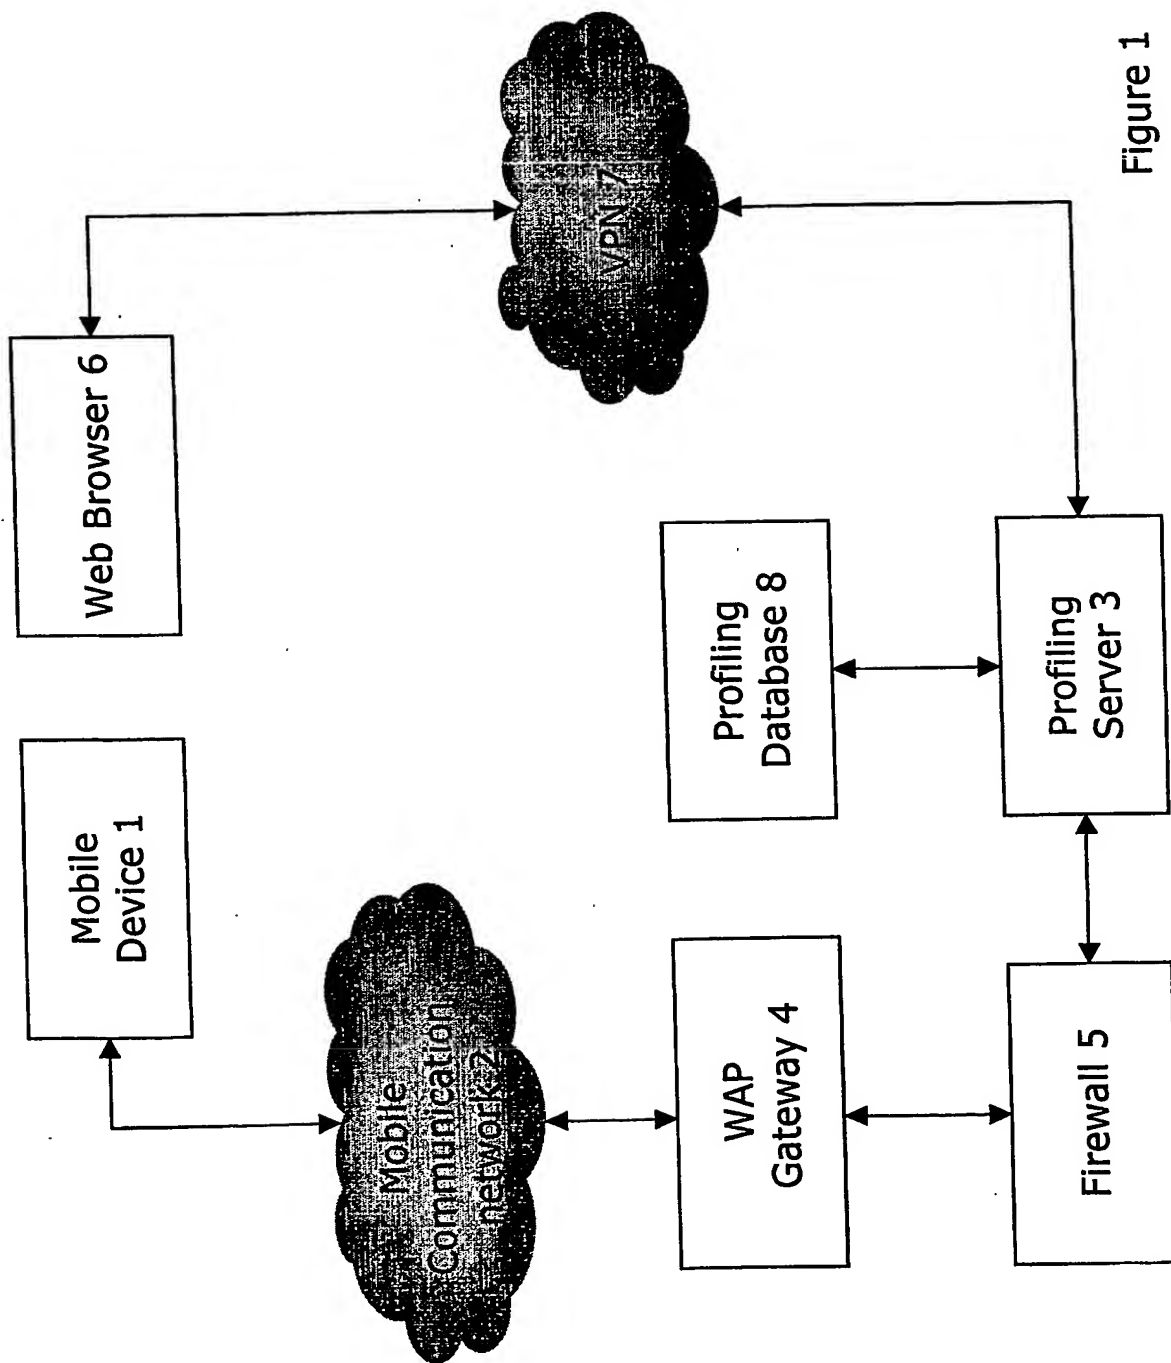 Mobile
Device 1
Web Browser 6
Mobile
Communication
network 2
VPN 7
WAP
Gateway 4
Profiling
Database 8
Firewall 5
Profiling
Server 3
Figure 1